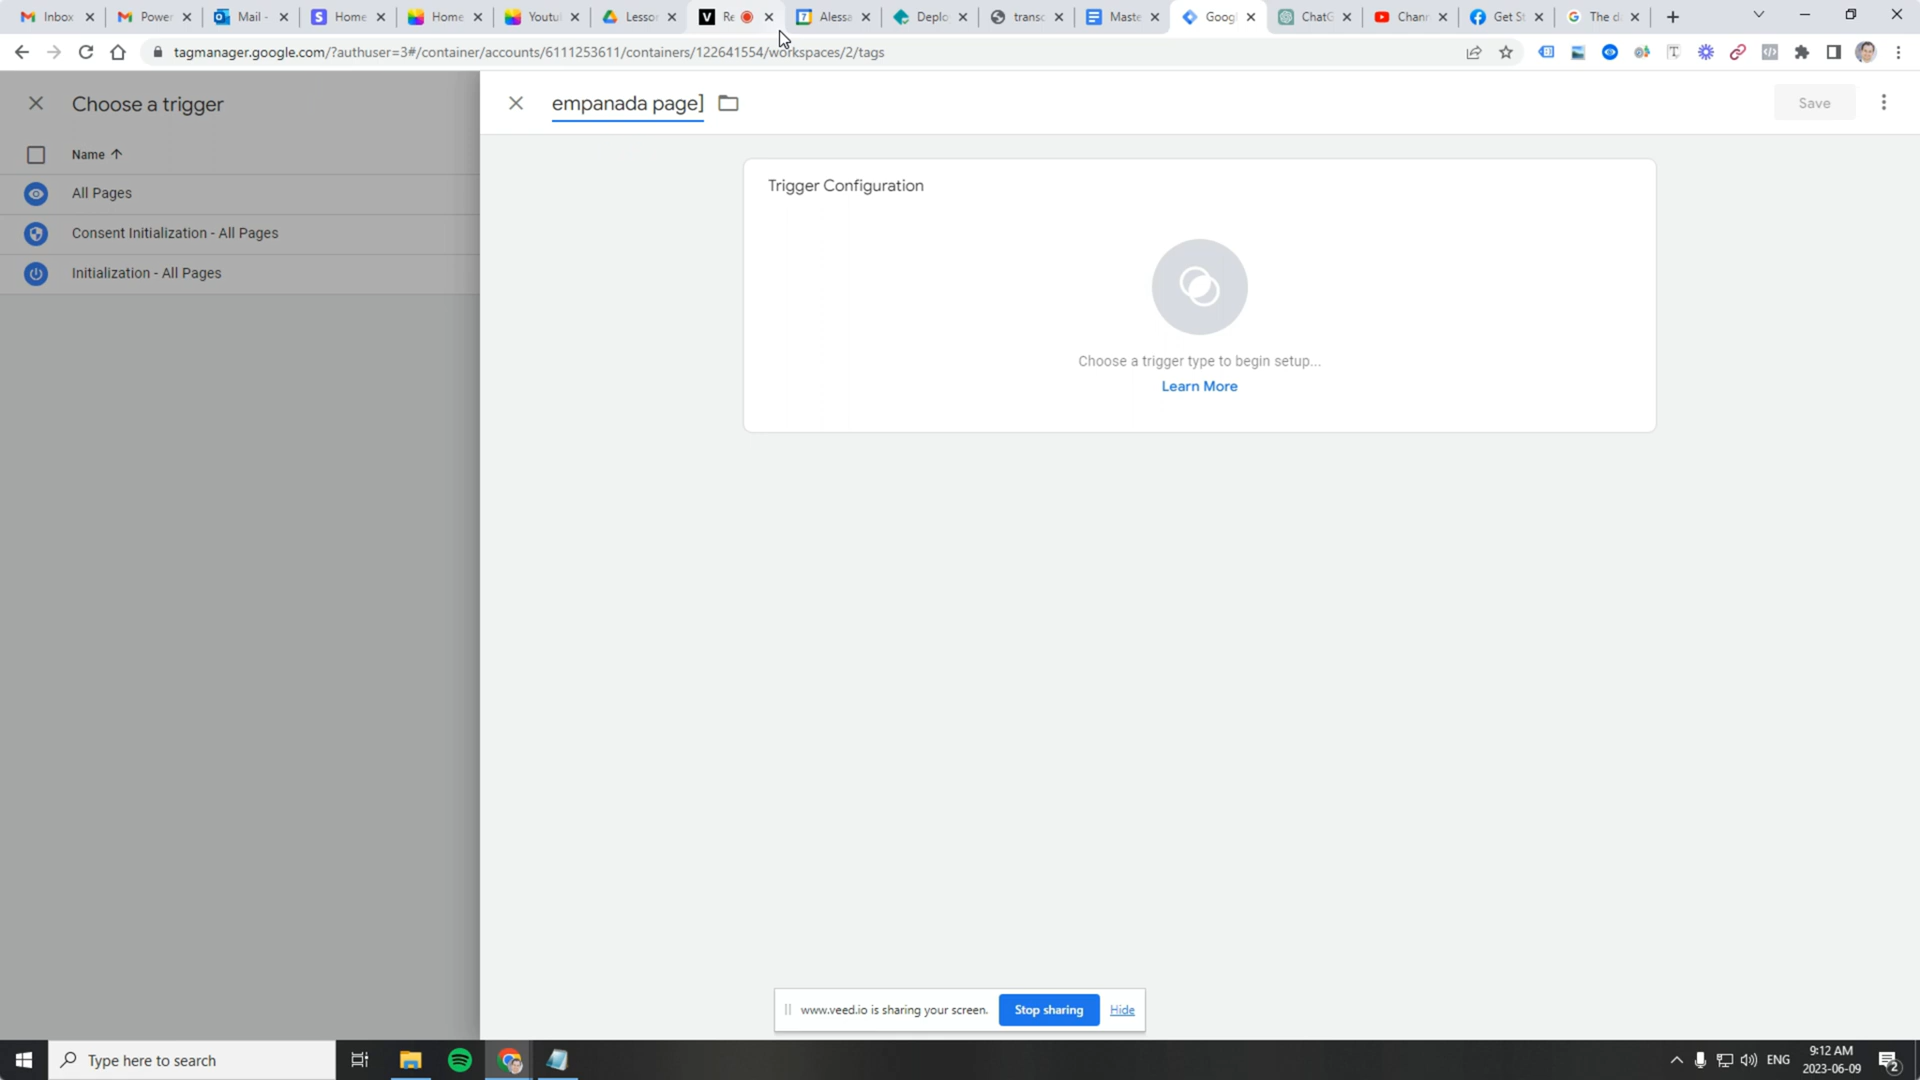 Inbox
Power
Mail -
Home
Home
Youtu
Lesso
Re
Alessa
Deplo
transc
Maste
Googl
ChatG
Chann
Get St
The d
tagmanager.google.com/?authuser=3#/container/accounts/6111253611/containers/122641554/workspaces/2/tags
Choose a trigger
empanada page]
Save
Name
All Pages
Consent Initialization - All Pages
Initialization - All Pages
Trigger Configuration
Choose a trigger type to begin setup...
Learn More
www.veed.io is sharing your screen.
Stop sharing
Hide
Type here to search
ENG
9:12 AM
2023-06-09
2